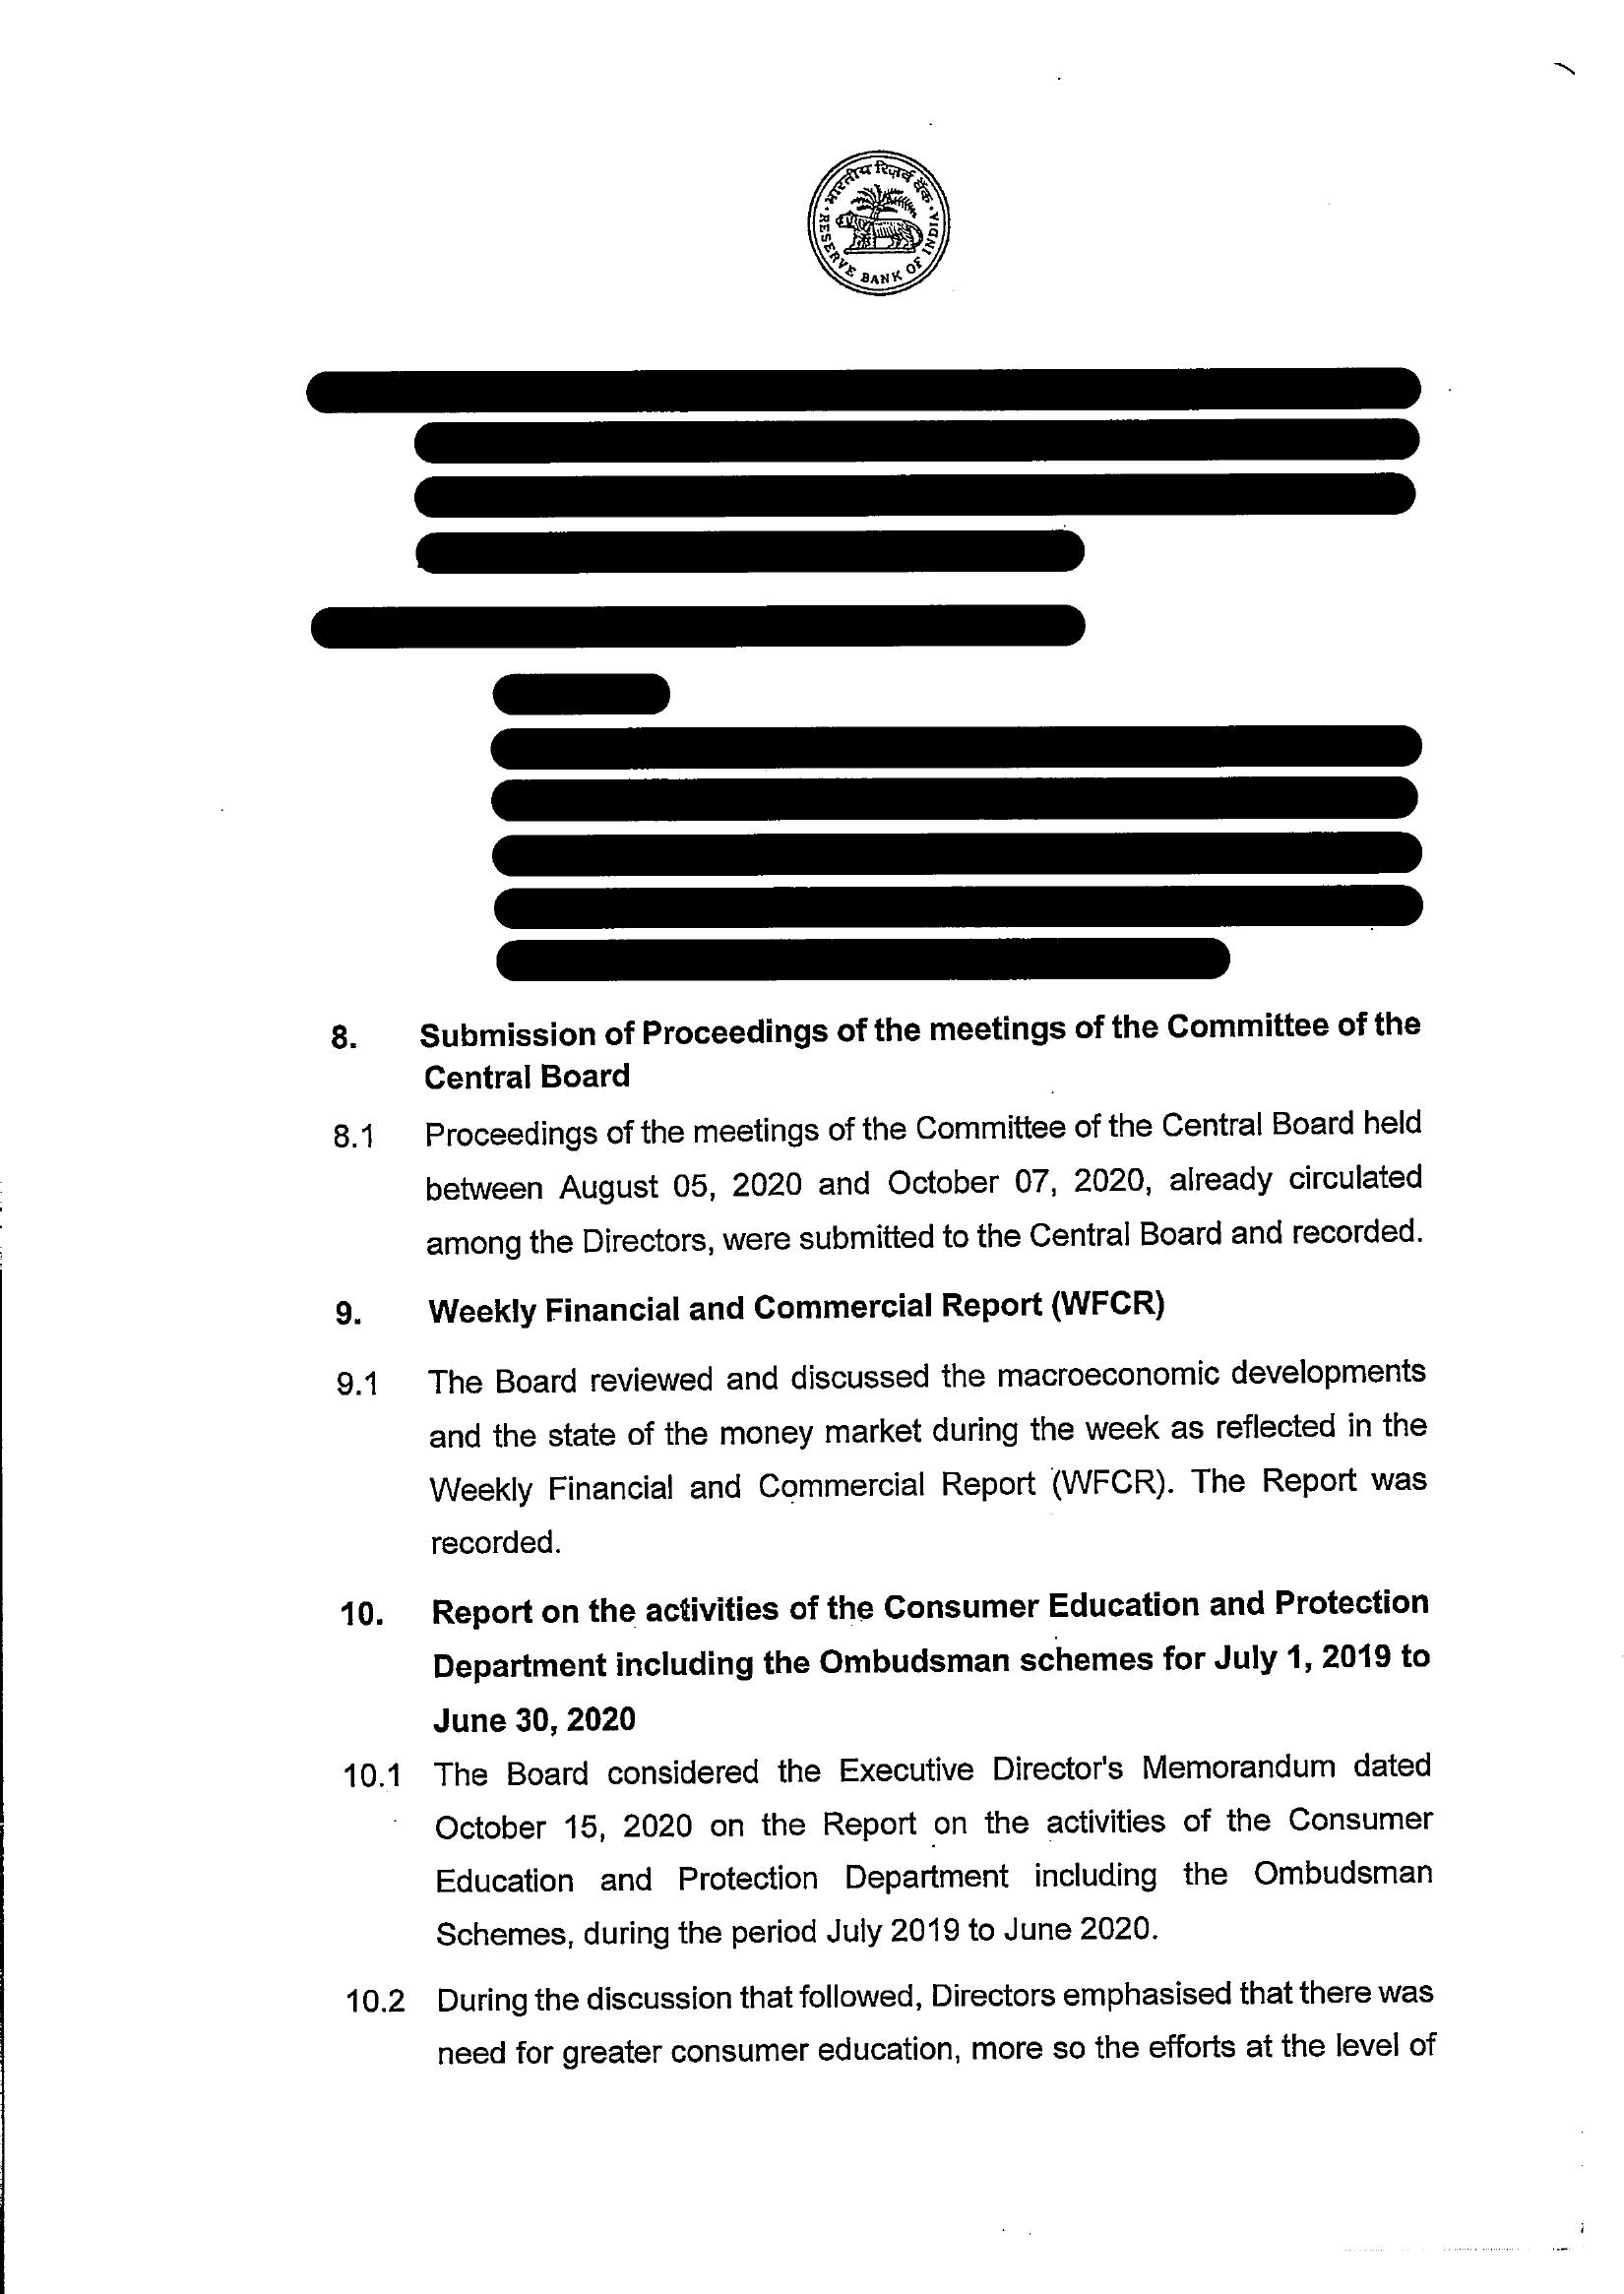 भारतीय रिज़र्व बैंक
RESERVE BANK OF INDIA
8. Submission of Proceedings of the meetings of the Committee of the
Central Board
8.1 Proceedings of the meetings of the Committee of the Central Board held
between August 05, 2020 and October 07, 2020, already circulated
among the Directors, were submitted to the Central Board and recorded.
9. Weekly Financial and Commercial Report (WFCR)
9.1 The Board reviewed and discussed the macroeconomic developments
and the state of the money market during the week as reflected in the
Weekly Financial and Commercial Report (WFCR). The Report was
recorded.
10. Report on the activities of the Consumer Education and Protection
Department including the Ombudsman schemes for July 1, 2019 to
June 30, 2020
10.1 The Board considered the Executive Director's Memorandum dated
October 15, 2020 on the Report on the activities of the Consumer
Education and Protection Department including the Ombudsman
Schemes, during the period July 2019 to June 2020.
10.2 During the discussion that followed, Directors emphasised that there was
need for greater consumer education, more so the efforts at the level of